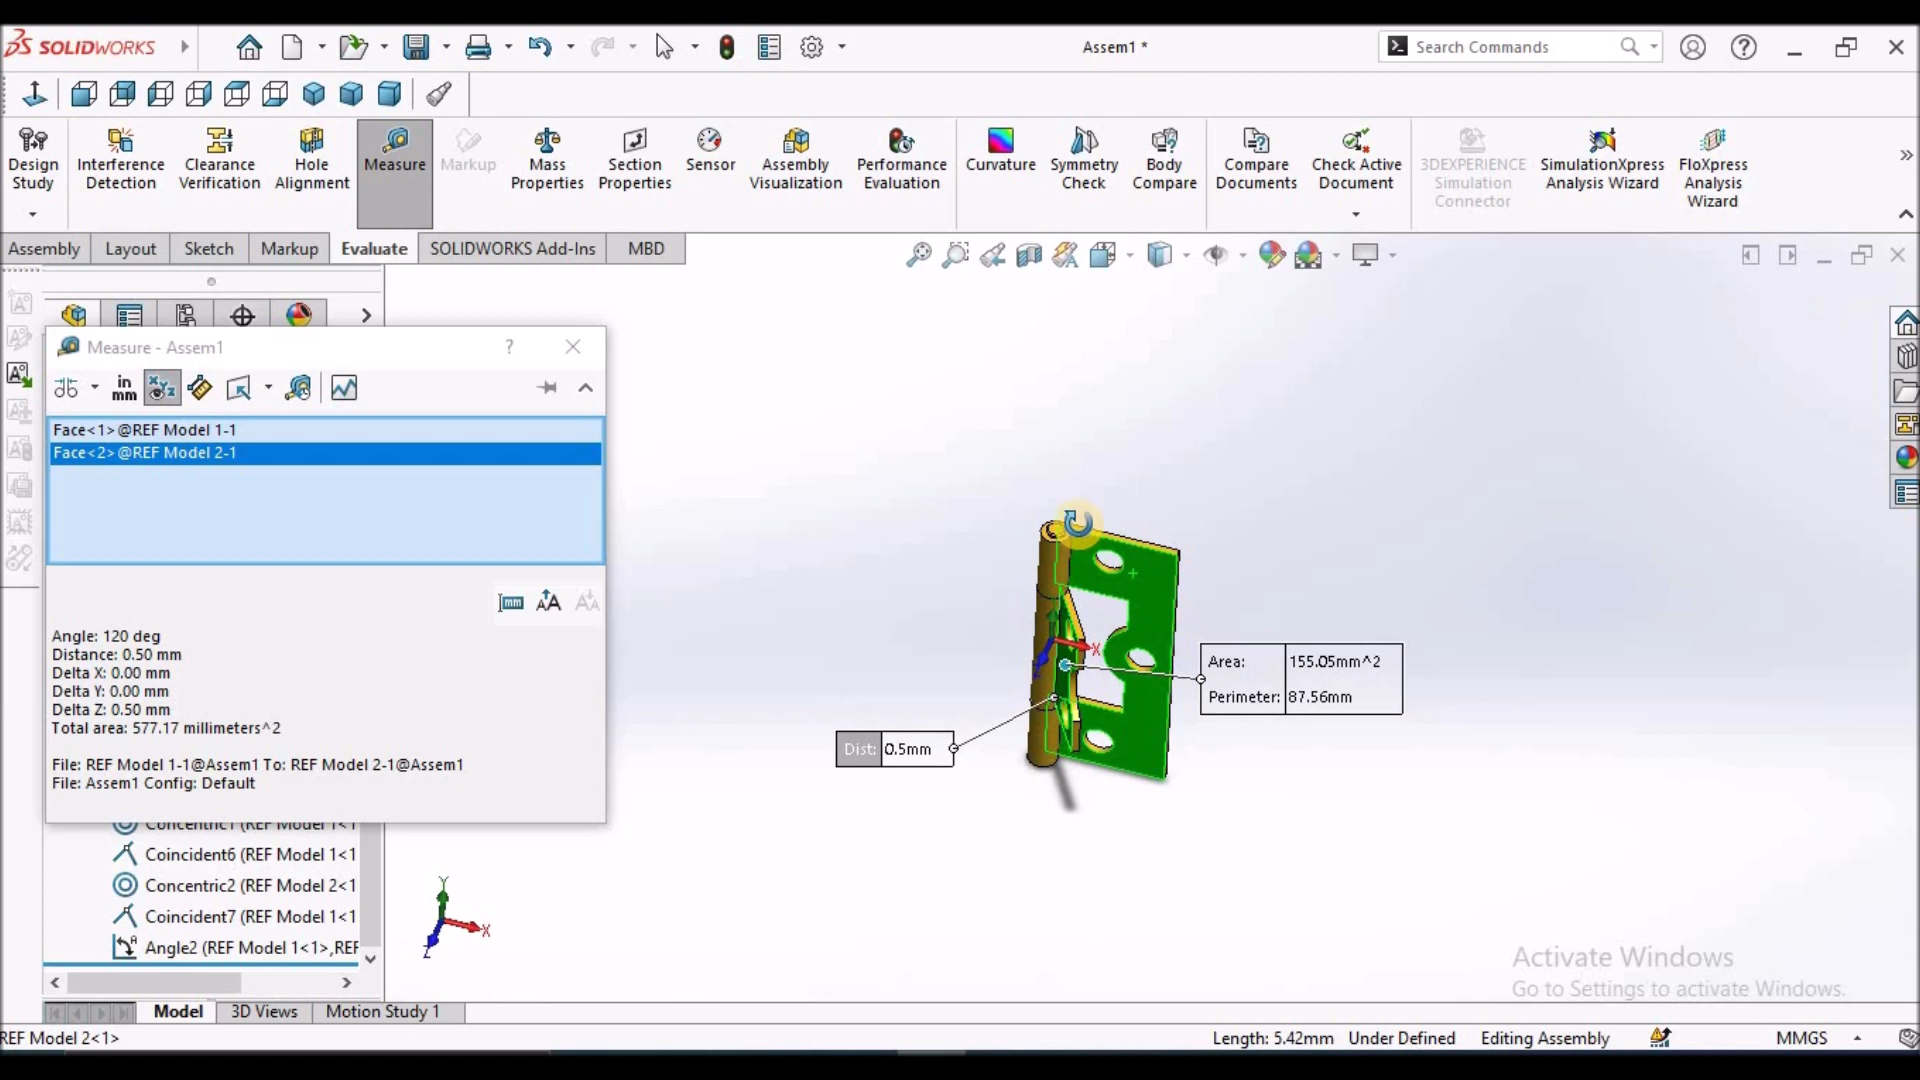 SOLIDWORKS
Assem1 *
Search Commands
Design Study
Interference Detection
Clearance Verification
Hole Alignment
Measure
Markup
Mass Properties
Section Properties
Sensor
Assembly Visualization
Performance Evaluation
Curvature
Symmetry Check
Body Compare
Compare Documents
Check Active Document
3DEXPERIENCE Simulation Connector
SimulationXpress Analysis Wizard
FloXpress Analysis Wizard
Assembly
Layout
Sketch
Markup
Evaluate
SOLIDWORKS Add-Ins
MBD
Measure - Assem1
?
in
mm
Face<1>@REF Model 1-1
Face<2>@REF Model 2-1
Angle: 120 deg
Distance: 0.50 mm
Delta X: 0.00 mm
Delta Y: 0.00 mm
Delta Z: 0.50 mm
Total area: 577.17 millimeters^2
File: REF Model 1-1@Assem1 To: REF Model 2-1@Assem1
File: Assem1 Config: Default
Concentric1 (REF Model 1<1
Coincident6 (REF Model 1<1
Concentric2 (REF Model 2<1
Coincident7 (REF Model 1<1
Angle2 (REF Model 1<1>,REF
Area: 155.05mm^2
Perimeter: 87.56mm
Dist: 0.5mm
X
Y
X
Z
Activate Windows
Go to Settings to activate Windows.
Model
3D Views
Motion Study 1
REF Model 2<1>
Length: 5.42mm
Under Defined
Editing Assembly
MMGS